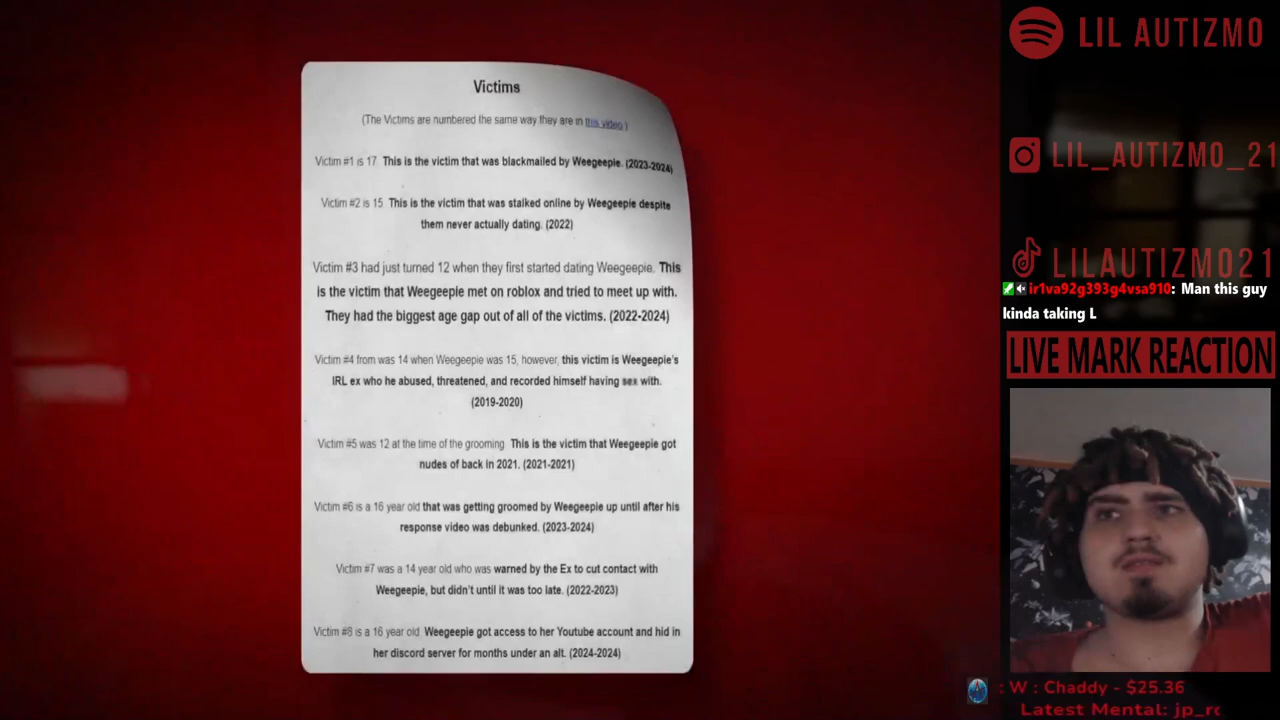 Victims
(The Victims are numbered the same way they are in this video )
Victim #1 is 17 This is the victim that was blackmailed by Weegeepie. (2023-2024)
Victim #2 is 15 This is the victim that was stalked online by Weegeepie despite
them never actually dating. (2022)
Victim #3 had just turned 12 when they first started dating Weegeepie. This
is the victim that Weegeepie met on roblox and tried to meet up with.
They had the biggest age gap out of all of the victims. (2022-2024)
Victim #4 from was 14 when Weegeepie was 15, however, this victim is Weegeepie's
IRL ex who he abused, threatened, and recorded himself having sex with.
(2019-2020)
Victim #5 was 12 at the time of the grooming This is the victim that Weegeepie got
nudes of back in 2021. (2021-2021)
Victim #6 is a 16 year old that was getting groomed by Weegeepie up until after his
response video was debunked. (2023-2024)
Victim #7 was a 14 year old who was warned by the Ex to cut contact with
Weegeepie, but didn't until it was too late. (2022-2023)
Victim #8 is a 16 year old Weegeepie got access to her Youtube account and hid in
her discord server for months under an alt. (2024-2024)
LIL AUTIZMO
LIL_AUTIZMO_21
LILAUTIZMO21
ir1va92g393g4vsa910: Man this guy
kinda taking L
LIVE MARK REACTION
: W : Chaddy - $25.36
Latest Mental: jp_ro